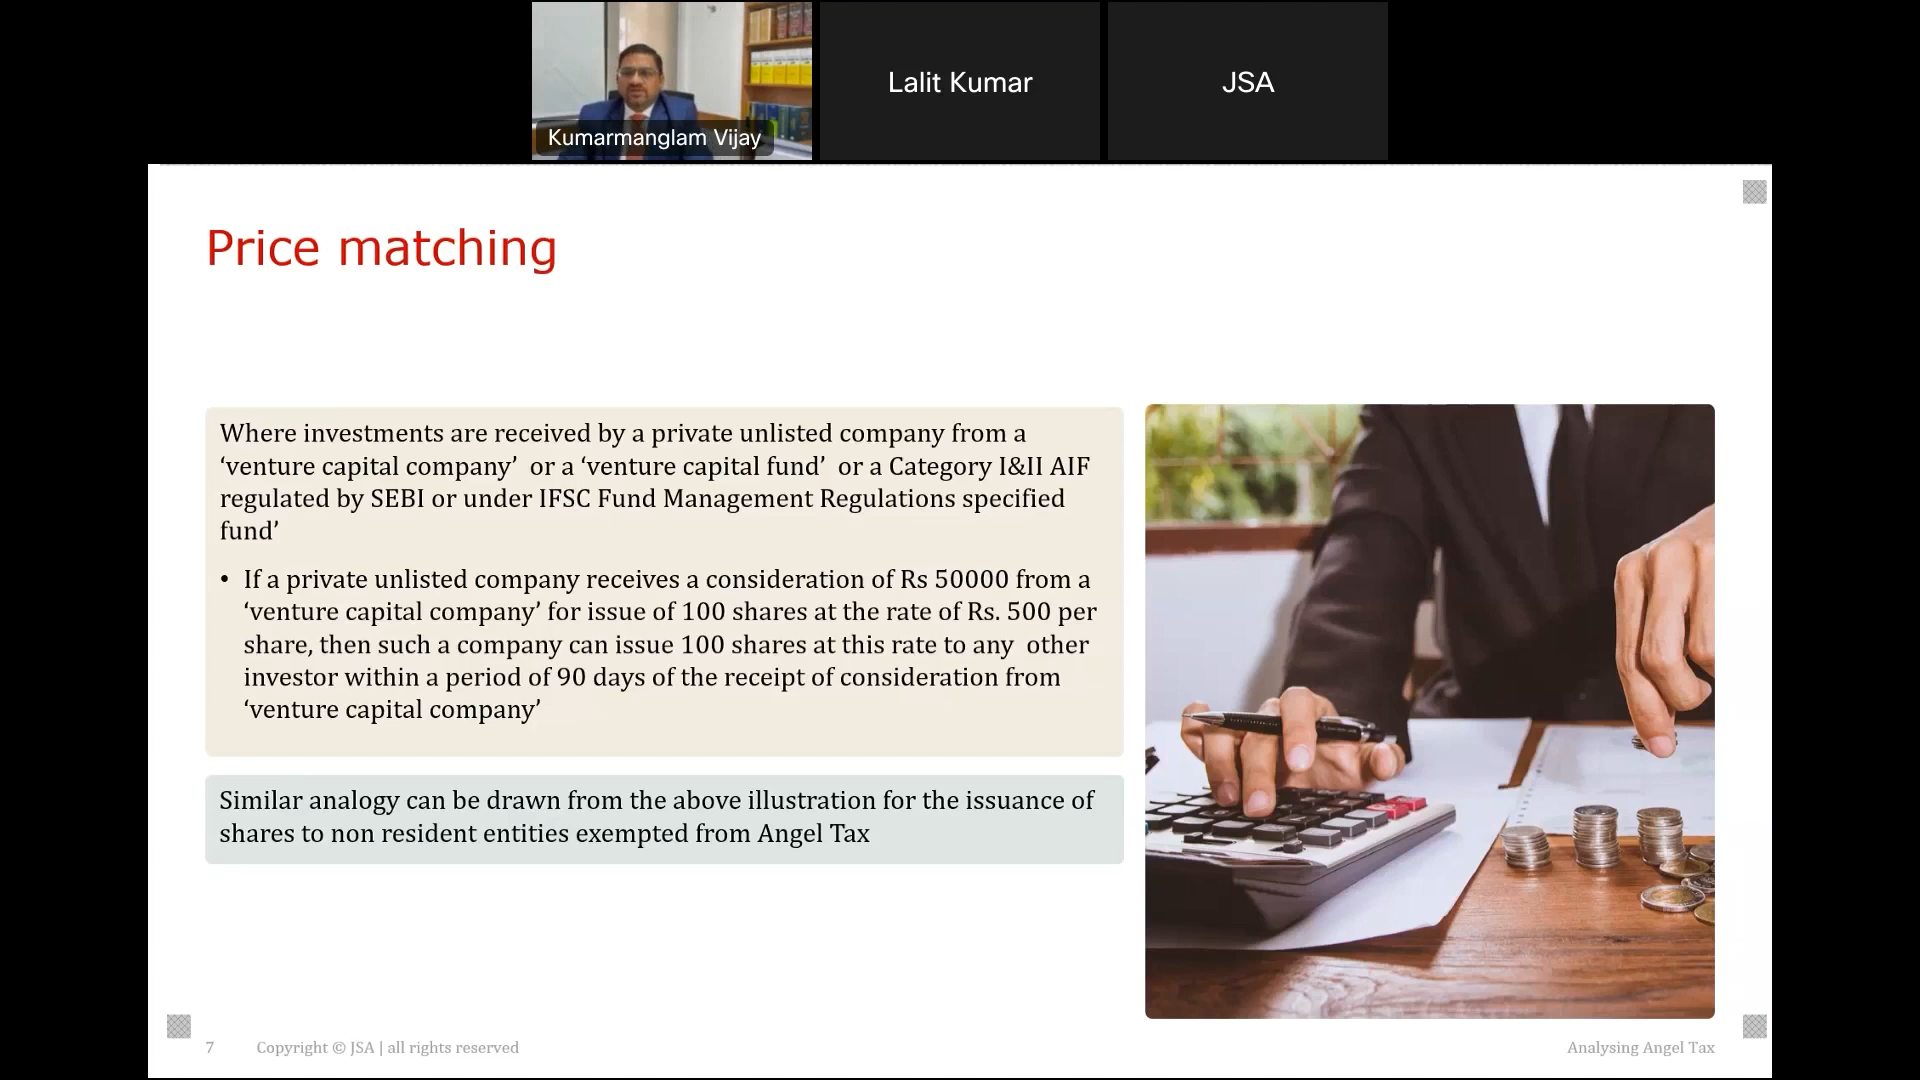 Kumarmanglam Vijay
Lalit Kumar
JSA
Price matching
Where investments are received by a private unlisted company from a
‘venture capital company’ or a ‘venture capital fund’ or a Category I&II AIF
regulated by SEBI or under IFSC Fund Management Regulations specified
fund’
• If a private unlisted company receives a consideration of Rs 50000 from a
‘venture capital company’ for issue of 100 shares at the rate of Rs. 500 per
share, then such a company can issue 100 shares at this rate to any other
investor within a period of 90 days of the receipt of consideration from
‘venture capital company’
Similar analogy can be drawn from the above illustration for the issuance of
shares to non resident entities exempted from Angel Tax
7 Copyright © JSA | all rights reserved
Analysing Angel Tax